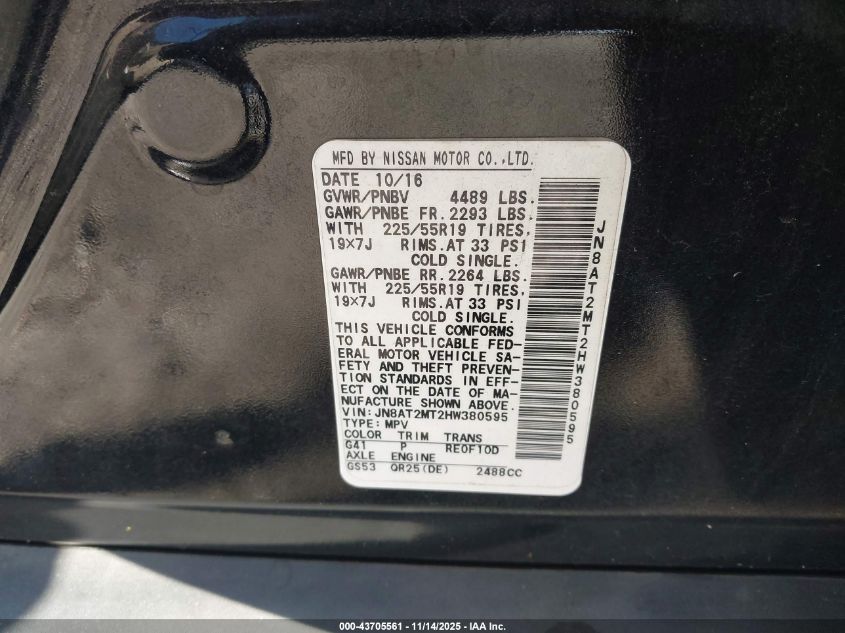 MFD BY NISSAN MOTOR CO.,LTD.
DATE 10/16
GVWR/PNBV 4489 LBS.
GAWR/PNBE FR. 2293 LBS.
WITH 225/55R19 TIRES,
19×7J RIMS.AT 33 PSI
COLD SINGLE.
GAWR/PNBE RR. 2264 LBS.
WITH 225/55R19 TIRES,
19×7J RIMS.AT 33 PSI
COLD SINGLE.
THIS VEHICLE CONFORMS
TO ALL APPLICABLE FED-
ERAL MOTOR VEHICLE SA-
FETY AND THEFT PREVEN-
TION STANDARDS IN EFF-
ECT ON THE DATE OF MA-
NUFACTURE SHOWN ABOVE.
VIN:JN8AT2MT2HW380595
TYPE:MPV
COLOR TRIM TRANS
G41 P RE0F10D
AXLE ENGINE
GS53 QR25(DE) 2488CC
JN8AT2MT2HW380595
000-43705561 - 11/14/2025 - IAA Inc.